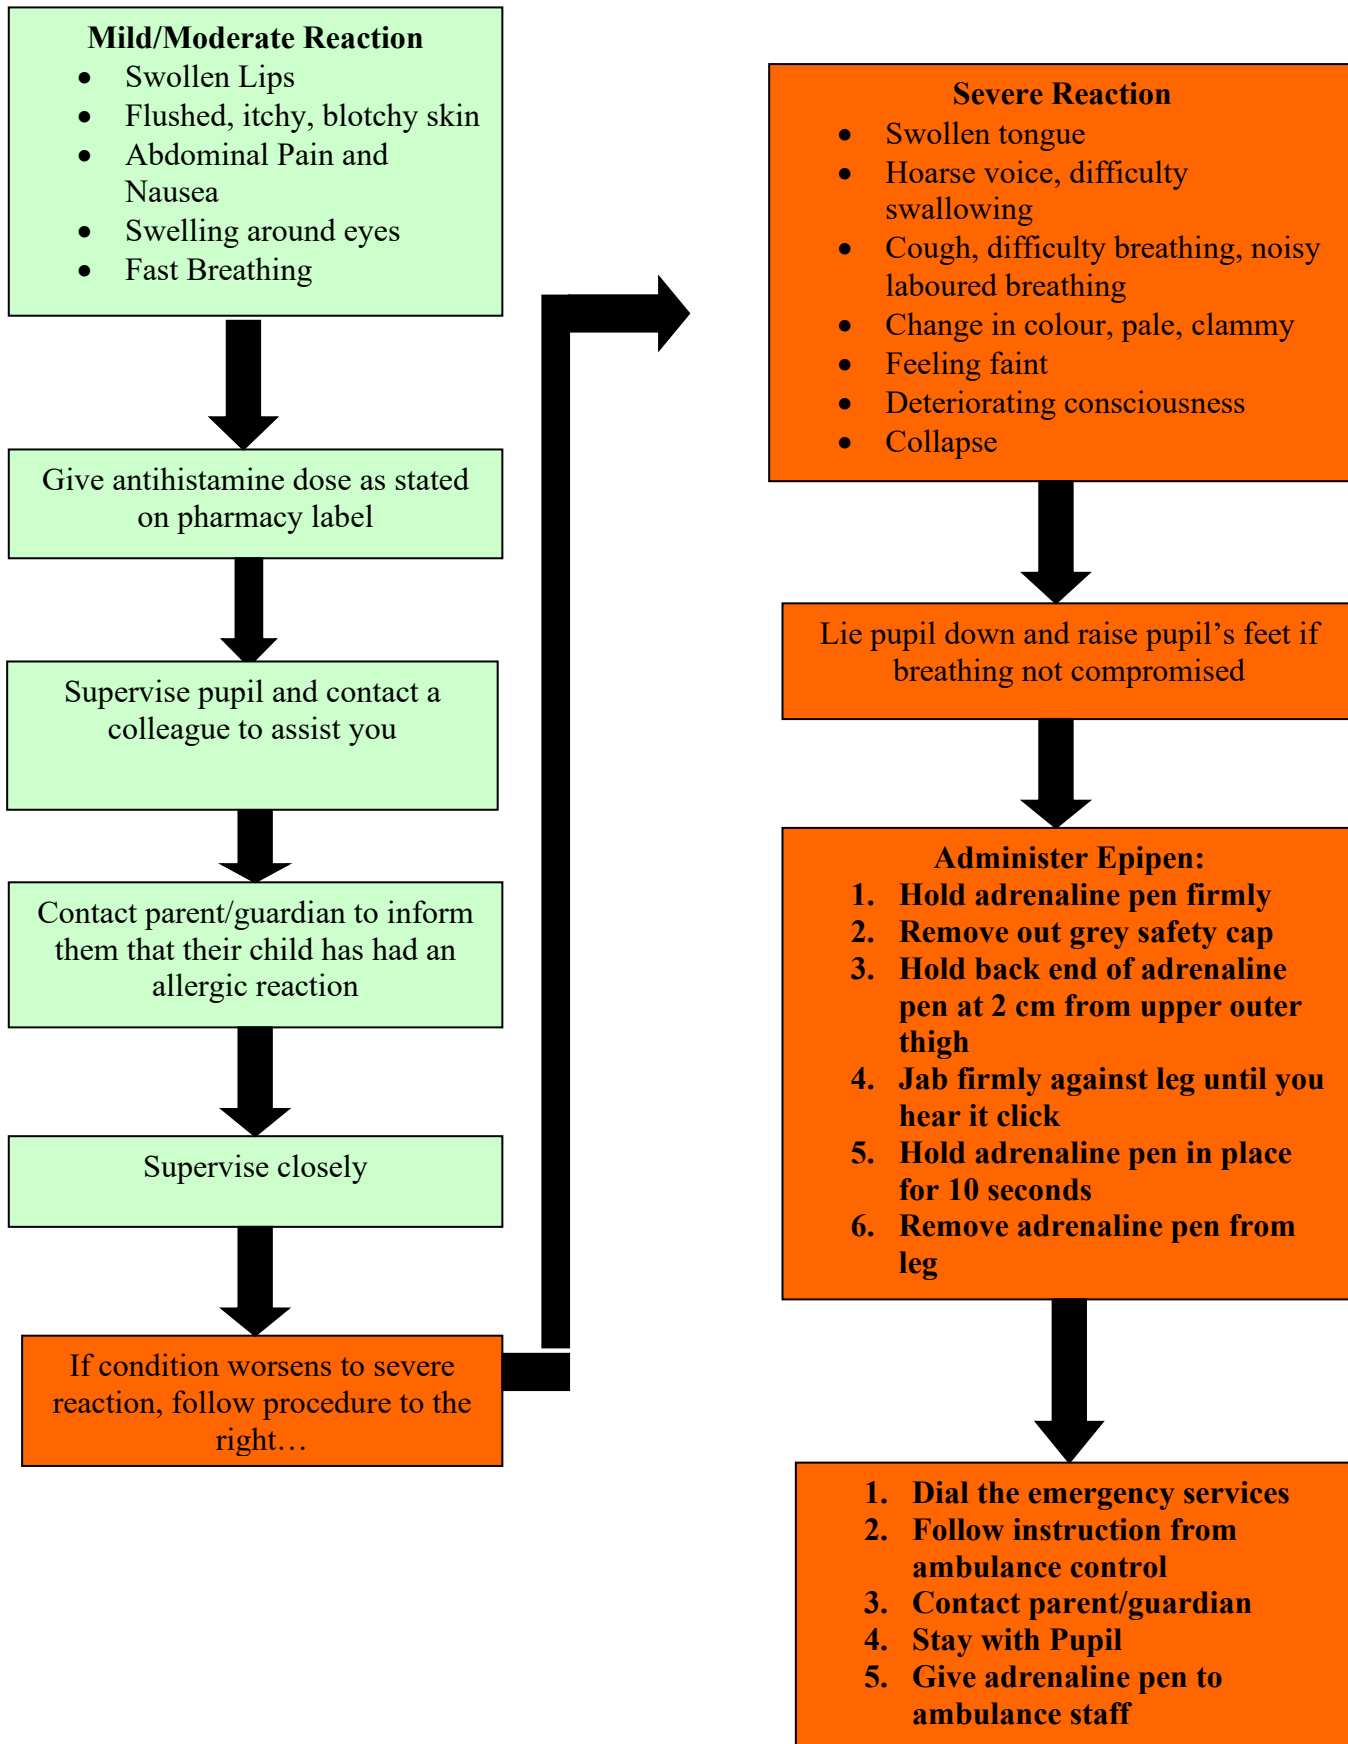 Mild/Moderate Reaction
• Swollen Lips
• Flushed, itchy, blotchy skin
• Abdominal Pain and
Nausea
• Swelling around eyes
• Fast Breathing
Give antihistamine dose as stated
on pharmacy label
Supervise pupil and contact a
colleague to assist you
Contact parent/guardian to inform
them that their child has had an
allergic reaction
Supervise closely
If condition worsens to severe
reaction, follow procedure to the
right…
Severe Reaction
• Swollen tongue
• Hoarse voice, difficulty
swallowing
• Cough, difficulty breathing, noisy
laboured breathing
• Change in colour, pale, clammy
• Feeling faint
• Deteriorating consciousness
• Collapse
Lie pupil down and raise pupil’s feet if
breathing not compromised
Administer Epipen:
1. Hold adrenaline pen firmly
2. Remove out grey safety cap
3. Hold back end of adrenaline
pen at 2 cm from upper outer
thigh
4. Jab firmly against leg until you
hear it click
5. Hold adrenaline pen in place
for 10 seconds
6. Remove adrenaline pen from
leg
1. Dial the emergency services
2. Follow instruction from
ambulance control
3. Contact parent/guardian
4. Stay with Pupil
5. Give adrenaline pen to
ambulance staff